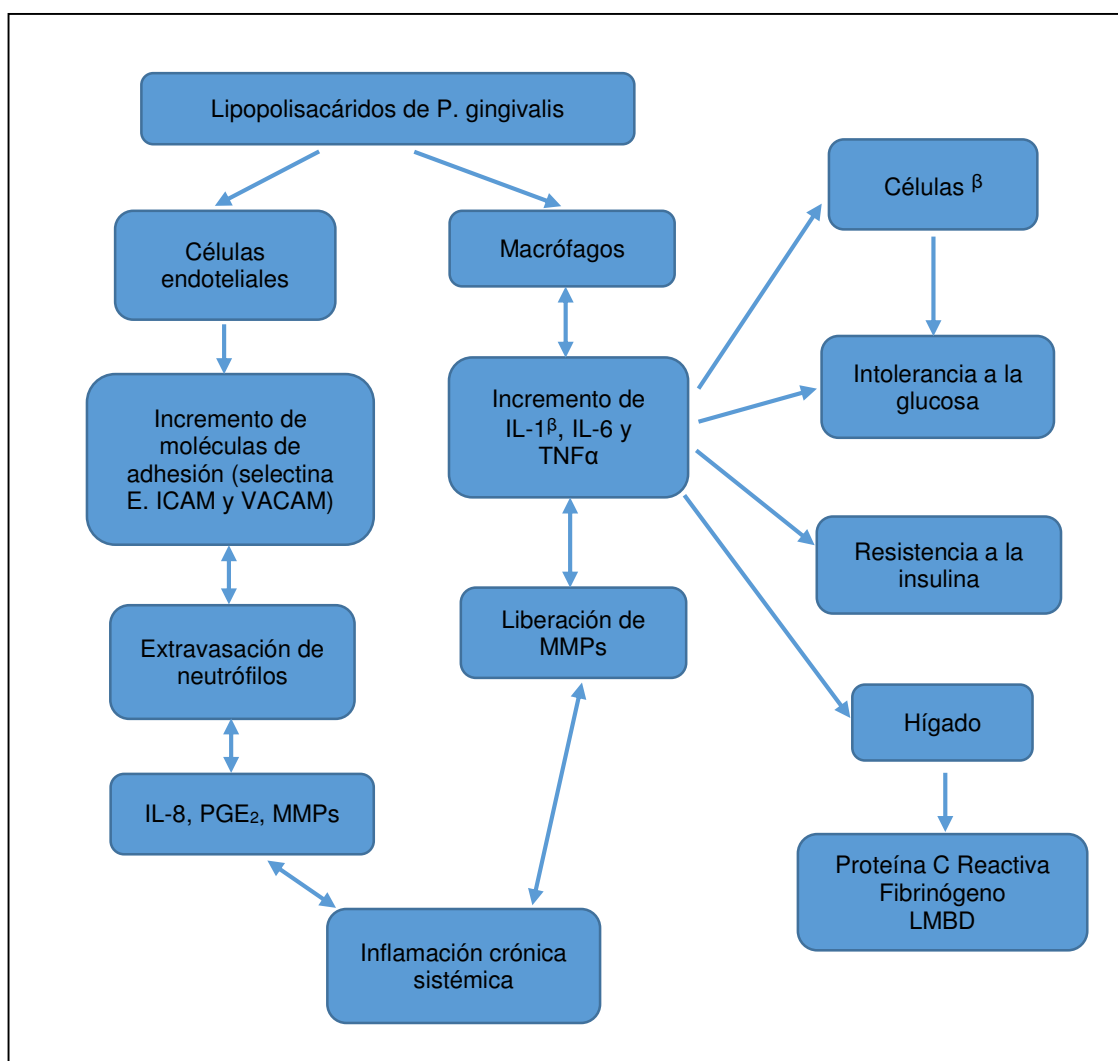 Lipopolisacáridos de P. gingivalis
Células
endoteliales
Macrófagos
Células β
Incremento de
moléculas de
adhesión (selectina
E. ICAM y VACAM)
Incremento de
IL-1β, IL-6 y
TNFα
Intolerancia a la
glucosa
Resistencia a la
insulina
Extravasación de
neutrófilos
Liberación de
MMPs
Hígado
IL-8, PGE₂, MMPs
Proteína C Reactiva
Fibrinógeno
LMBD
Inflamación crónica
sistémica